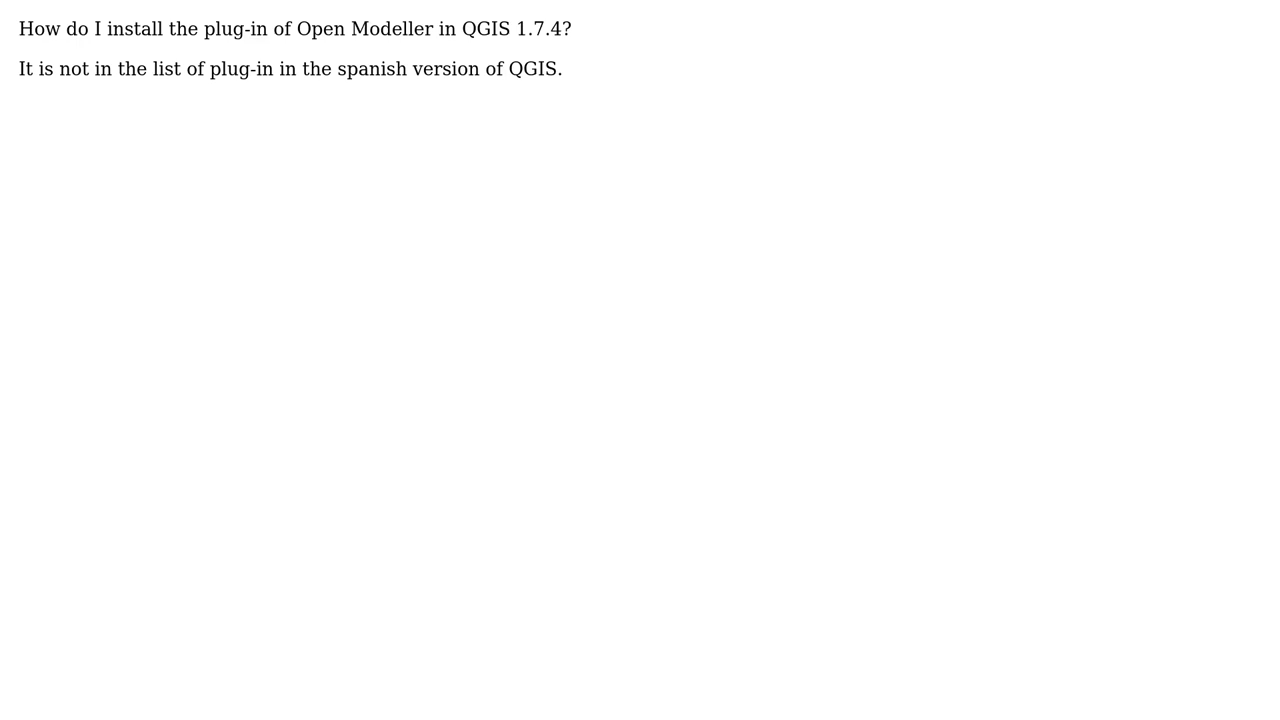 How do I install the plug-in of Open Modeller in QGIS 1.7.4?
It is not in the list of plug-in in the spanish version of QGIS.